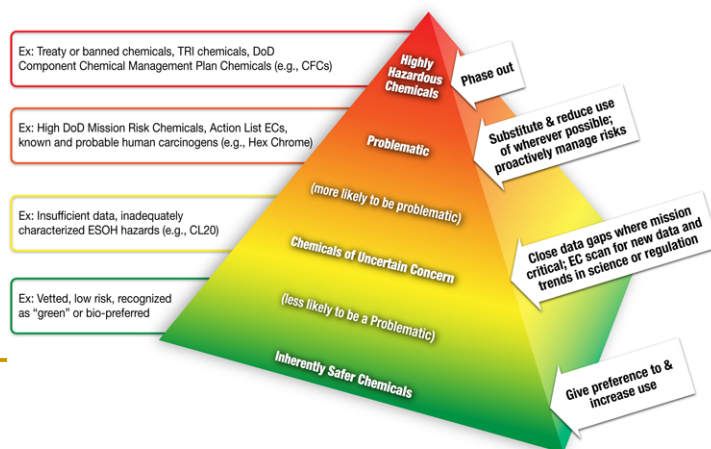 Ex: Treaty or banned chemicals, TRI chemicals, DoD
Component Chemical Management Plan Chemicals (e.g., CFCs)
Ex: High DoD Mission Risk Chemicals, Action List ECs,
known and probable human carcinogens (e.g., Hex Chrome)
Ex: Insufficient data, inadequately
characterized ESOH hazards (e.g., CL20)
Ex: Vetted, low risk, recognized
as “green” or bio-preferred
Highly
Hazardous
Chemicals
Problematic
(more likely to be problematic)
Chemicals of Uncertain Concern
(less likely to be a Problematic)
Inherently Safer Chemicals
Phase out
Substitute & reduce use
of wherever possible;
proactively manage risks
Close data gaps where mission
critical; EC scan for new data and
trends in science or regulation
Give preference to &
increase use